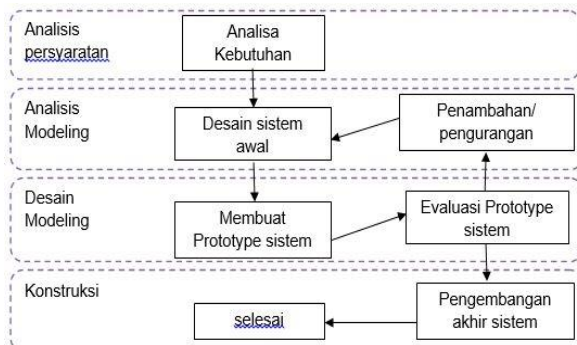 Analisis
persyaratan
Analisa
Kebutuhan
Analisis
Modeling
Desain sistem
awal
Penambahan/
pengurangan
Desain
Modeling
Membuat
Prototype sistem
Evaluasi Prototype
sistem
Konstruksi
Pengembangan
akhir sistem
selesai